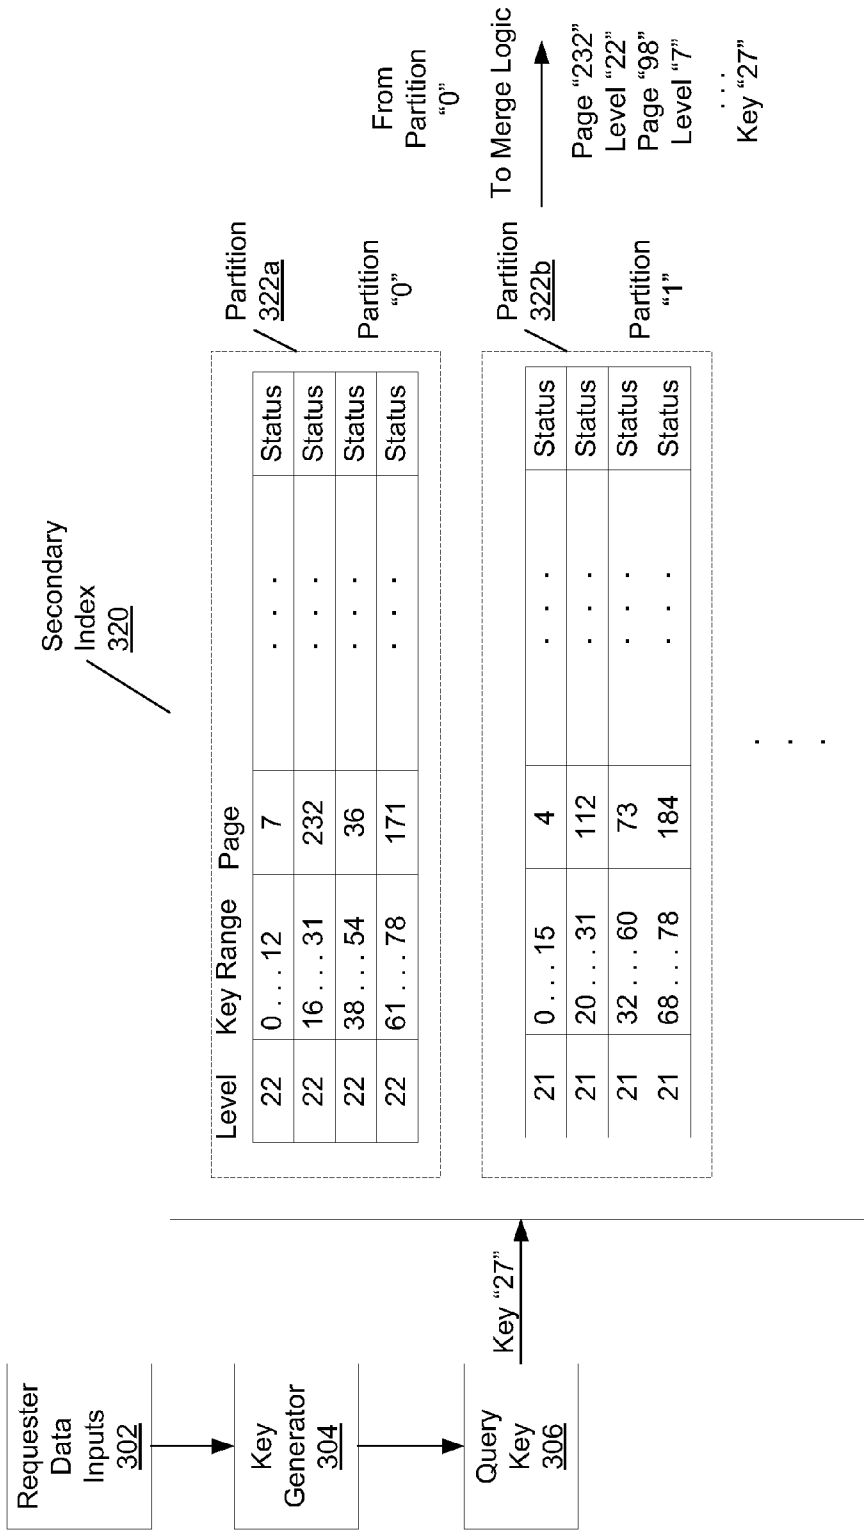 Requester
Data
Inputs
302
Key
Generator
304
Query
Key
306
Key “27”
Secondary
Index
320
Level Key Range Page
22 0 . . . 12 7 . . . Status
22 16 . . . 31 232 . . . Status
22 38 . . . 54 36 . . . Status
22 61 . . . 78 171 . . . Status
Partition
322a
Partition
“0”
21 0 . . . 15 4 . . . Status
21 20 . . . 31 112 . . . Status
21 32 . . . 60 73 . . . Status
21 68 . . . 78 184 . . . Status
Partition
322b
Partition
“1”
. . .
From
Partition
“0”
To Merge Logic
Page “232”
Level “22”
Page “98”
Level “7”
. . .
Key “27”